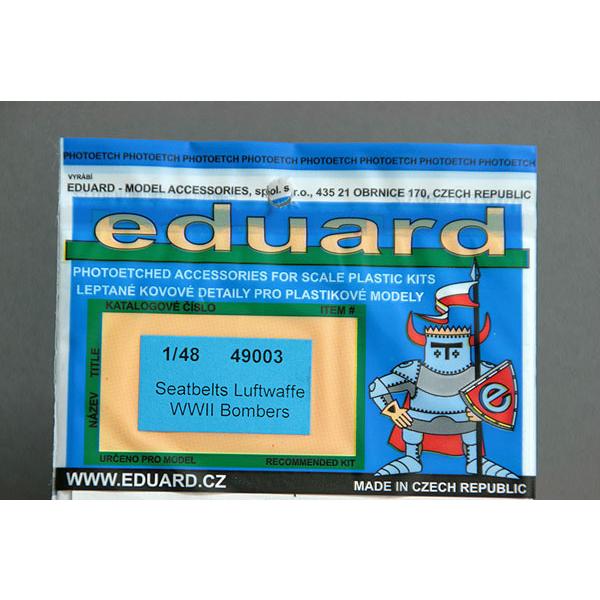 PHOTOETCH PHOTOETCH PHOTOETCH PHOTOETCH PHOTOETCH PHOTOETCH PHOTOETCH PHOTOETCH
VYRÁBÍ
EDUARD - MODEL ACCESSORIES, spol. s r.o., 435 21 OBRNICE 170, CZECH REPUBLIC
eduard
PHOTOETCHED ACCESSORIES FOR SCALE PLASTIC KITS
LEPTANÉ KOVOVÉ DETAILY PRO PLASTIKOVÉ MODELY
KATALOGOVÉ ČÍSLO ITEM #
NÁZEV TITLE
1/48 49003
Seatbelts Luftwaffe
WWII Bombers
e
URČENO PRO MODEL RECOMMENDED KIT
WWW.EDUARD.CZ MADE IN CZECH REPUBLIC